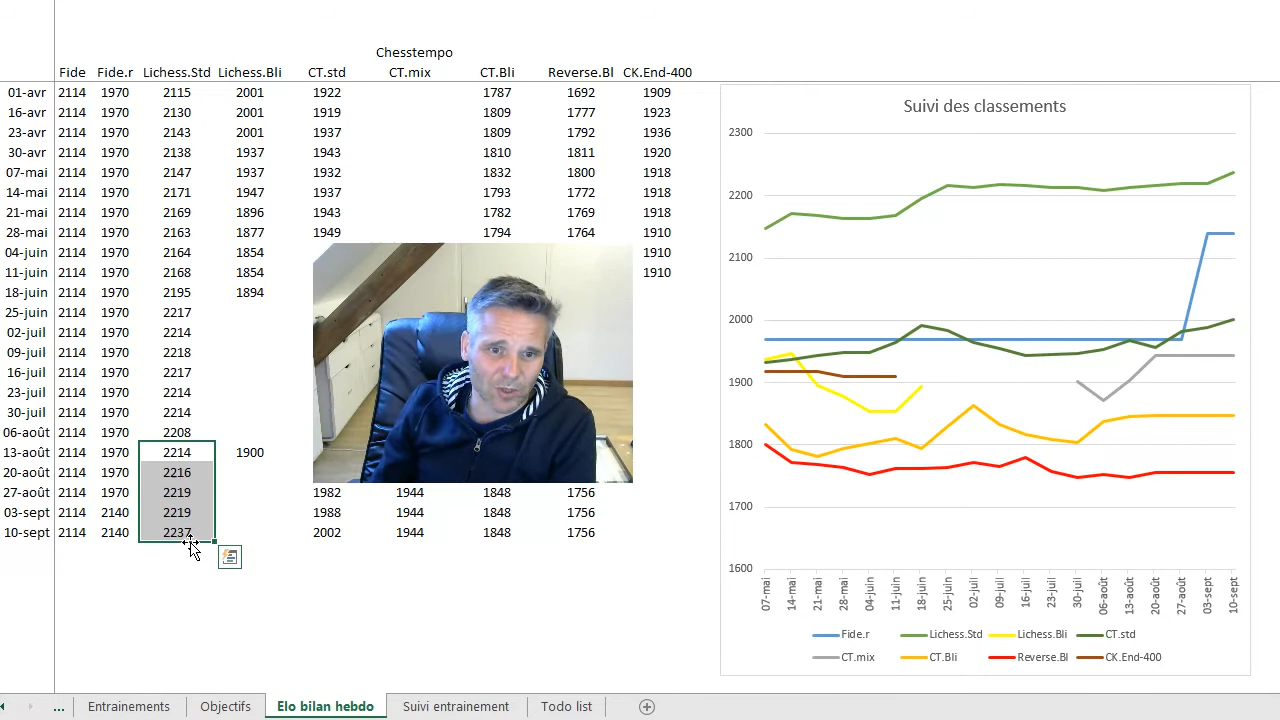 Chesstempo
Fide Fide.r Lichess.Std Lichess.Bli CT.std CT.mix CT.Bli Reverse.Bl CK.End-400
01-avr 2114 1970 2115 2001 1922 1787 1692 1909
16-avr 2114 1970 2130 2001 1919 1809 1777 1923
23-avr 2114 1970 2143 2001 1937 1809 1792 1936
30-avr 2114 1970 2138 1937 1943 1810 1811 1920
07-mai 2114 1970 2147 1937 1932 1832 1800 1918
14-mai 2114 1970 2171 1947 1937 1793 1772 1918
21-mai 2114 1970 2169 1896 1943 1782 1769 1918
28-mai 2114 1970 2163 1877 1949 1794 1764 1910
04-juin 2114 1970 2164 1854 1910
11-juin 2114 1970 2168 1854 1910
18-juin 2114 1970 2195 1894
25-juin 2114 1970 2217
02-juil 2114 1970 2214
09-juil 2114 1970 2218
16-juil 2114 1970 2217
23-juil 2114 1970 2214
30-juil 2114 1970 2214
06-août 2114 1970 2208
13-août 2114 1970 2214 1900
20-août 2114 1970 2216
27-août 2114 1970 2219 1982 1944 1848 1756
03-sept 2114 2140 2219 1988 1944 1848 1756
10-sept 2114 2140 2237 2002 1944 1848 1756
Suivi des classements
2300
2200
2100
2000
1900
1800
1700
1600
07-mai 14-mai 21-mai 28-mai 04-juin 11-juin 18-juin 25-juin 02-juil 09-juil 16-juil 23-juil 30-juil 06-août 13-août 20-août 27-août 03-sept 10-sept
Fide.r Lichess.Std Lichess.Bli CT.std
CT.mix CT.Bli Reverse.Bl CK.End-400
... Entrainements Objectifs Elo bilan hebdo Suivi entrainement Todo list